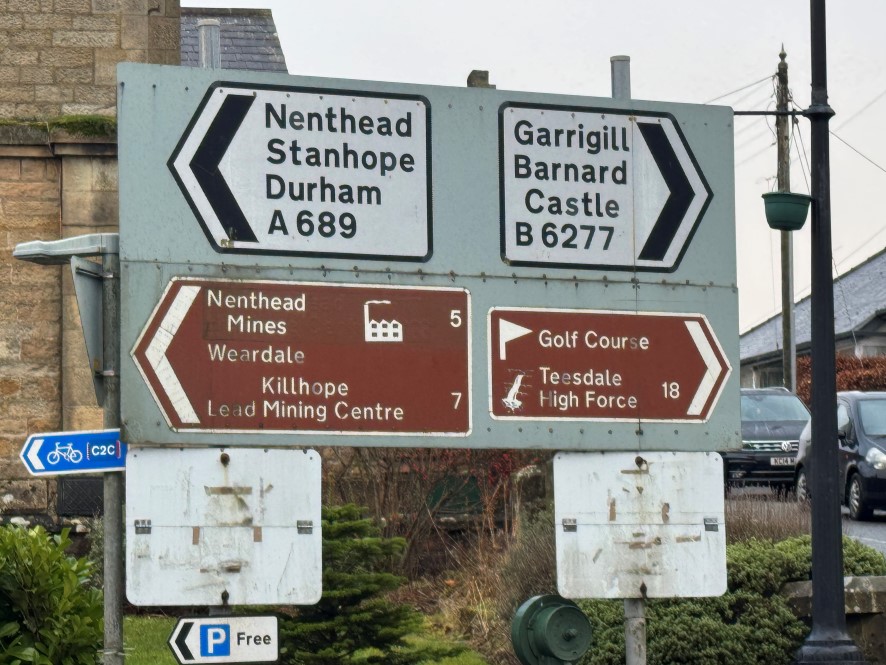 Nenthead
Stanhope
Durham
A 689
Garrigill
Barnard
Castle
B 6277
Nenthead
Mines 5
Weardale
Killhope
Lead Mining Centre 7
Golf Course
Teesdale
High Force 18
C2C
P Free